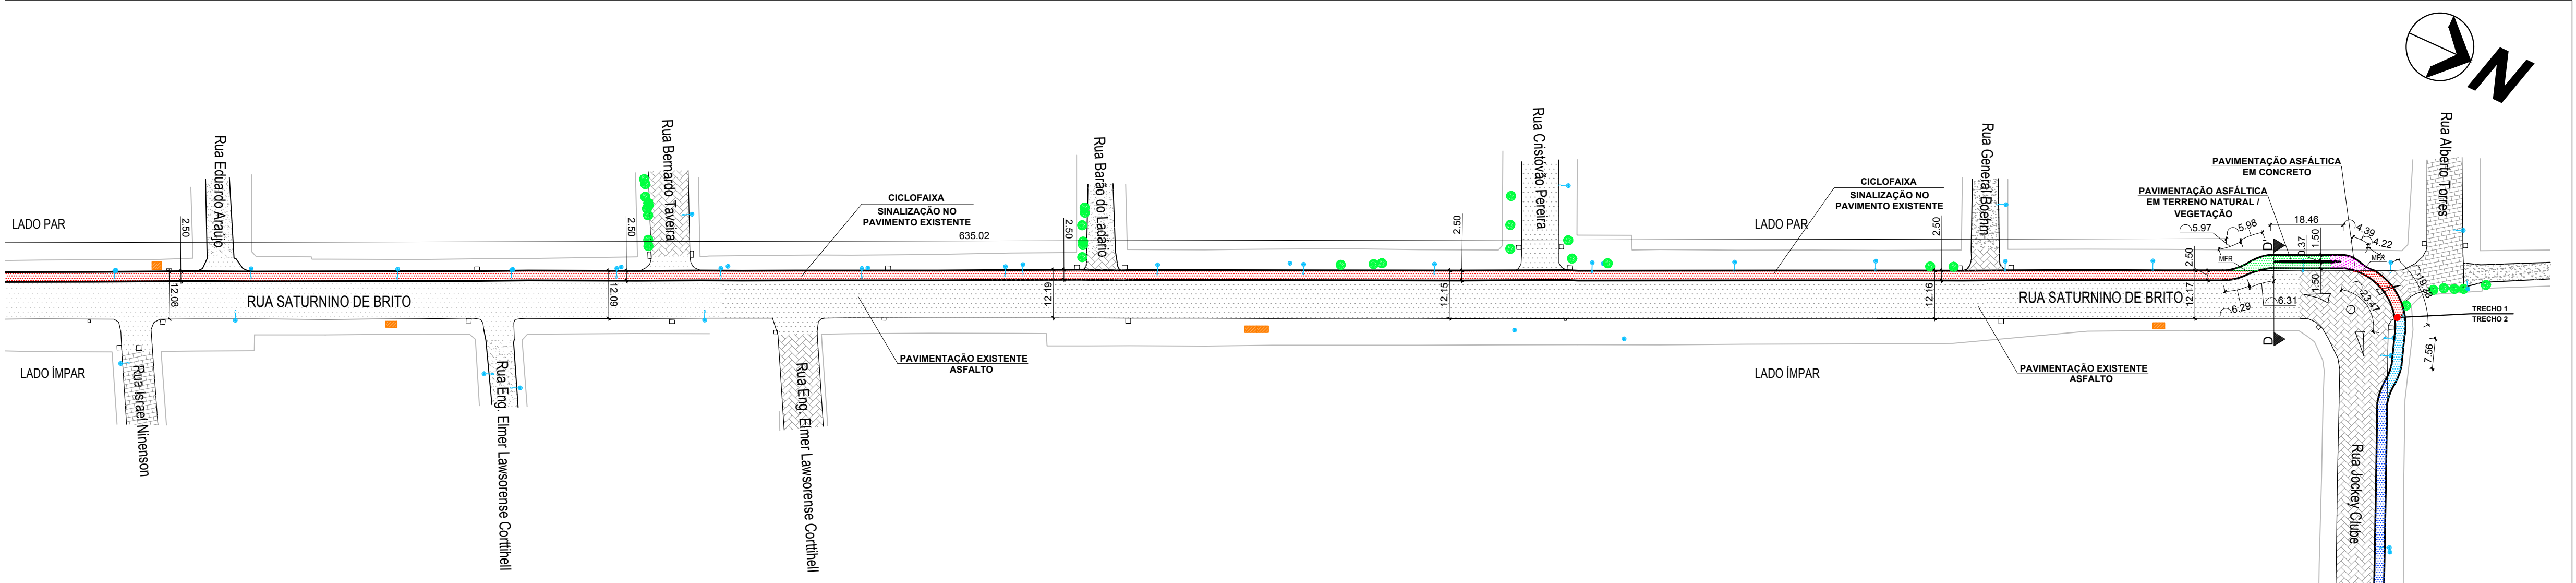 N
Rua Eduardo Araújo
Rua Bernardo Taveira
Rua Barão do Ladário
Rua Cristóvão Pereira
Rua General Boehm
Rua Alberto Torres
LADO PAR
CICLOFAIXA
SINALIZAÇÃO NO
PAVIMENTO EXISTENTE
635.02
LADO PAR
CICLOFAIXA
SINALIZAÇÃO NO
PAVIMENTO EXISTENTE
PAVIMENTAÇÃO ASFÁLTICA
EM CONCRETO
PAVIMENTAÇÃO ASFÁLTICA
EM TERRENO NATURAL /
VEGETAÇÃO
2.50
2.50
2.50
2.50
2.50
2.50
5.97
5.98
18.46
4.39
4.22
D'
0.37
1.50
1.50
MFR
MFR
19.38
23.47
6.29
6.31
D
12.08
12.09
12.19
12.15
12.16
12.17
RUA SATURNINO DE BRITO
RUA SATURNINO DE BRITO
TRECHO 1
TRECHO 2
7.56
LADO ÍMPAR
PAVIMENTAÇÃO EXISTENTE
ASFALTO
LADO ÍMPAR
PAVIMENTAÇÃO EXISTENTE
ASFALTO
Rua Israel Ninenson
Rua Eng. Elmer Lawsorense Corttihell
Rua Eng. Elmer Lawsorense Corttihell
Rua Jockey Clube